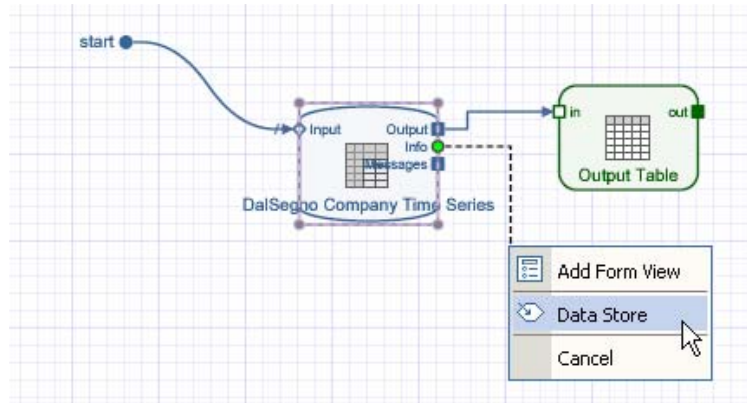 start
Input
Output
Info
Messages
DalSegno Company Time Series
in
out
Output Table
Add Form View
Data Store
Cancel